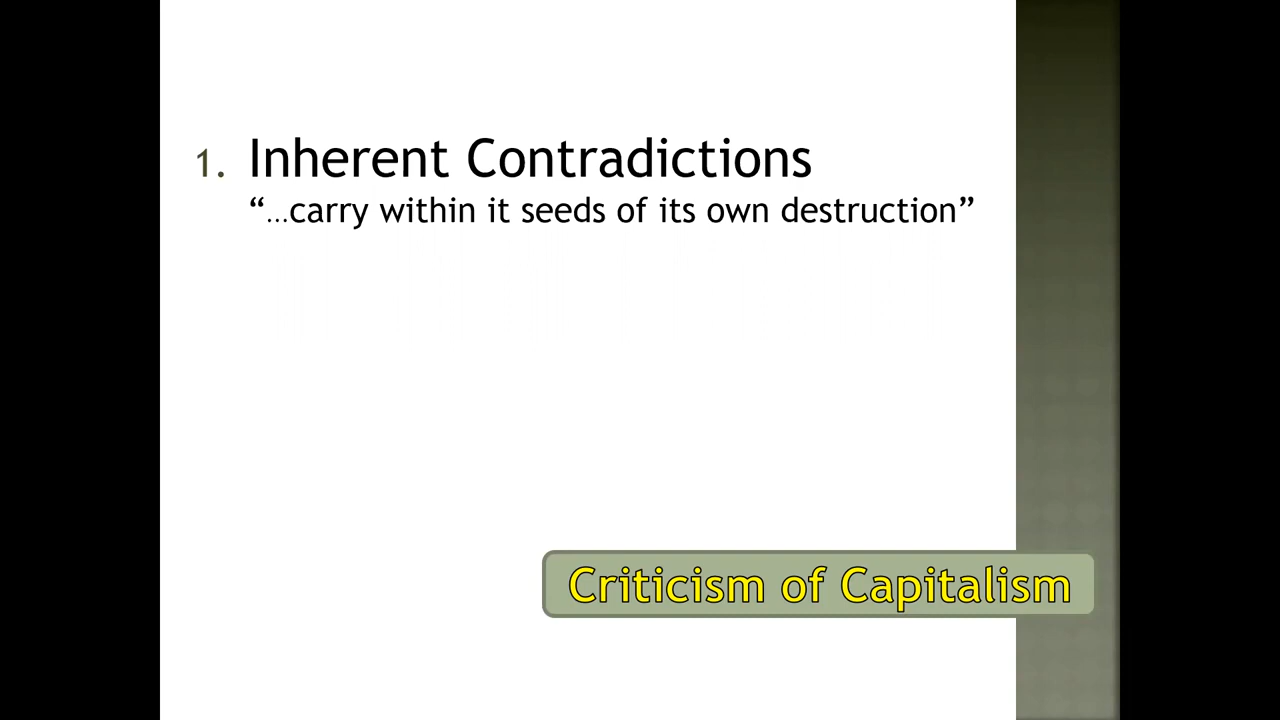 1. Inherent Contradictions
“…carry within it seeds of its own destruction”
Criticism of Capitalism